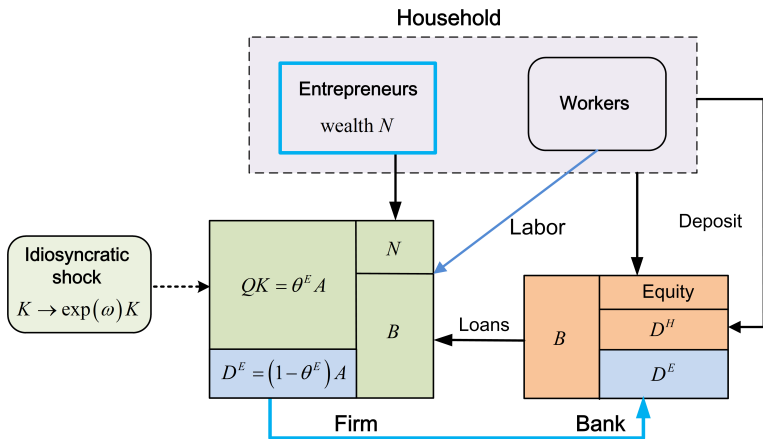 Household
Entrepreneurs
wealth N
Workers
Labor
Deposit
Idiosyncratic
shock
K → exp(ω)K
QK = θ^E A
N
B
D^E = (1−θ^E) A
Loans
B
Equity
D^H
D^E
Firm
Bank